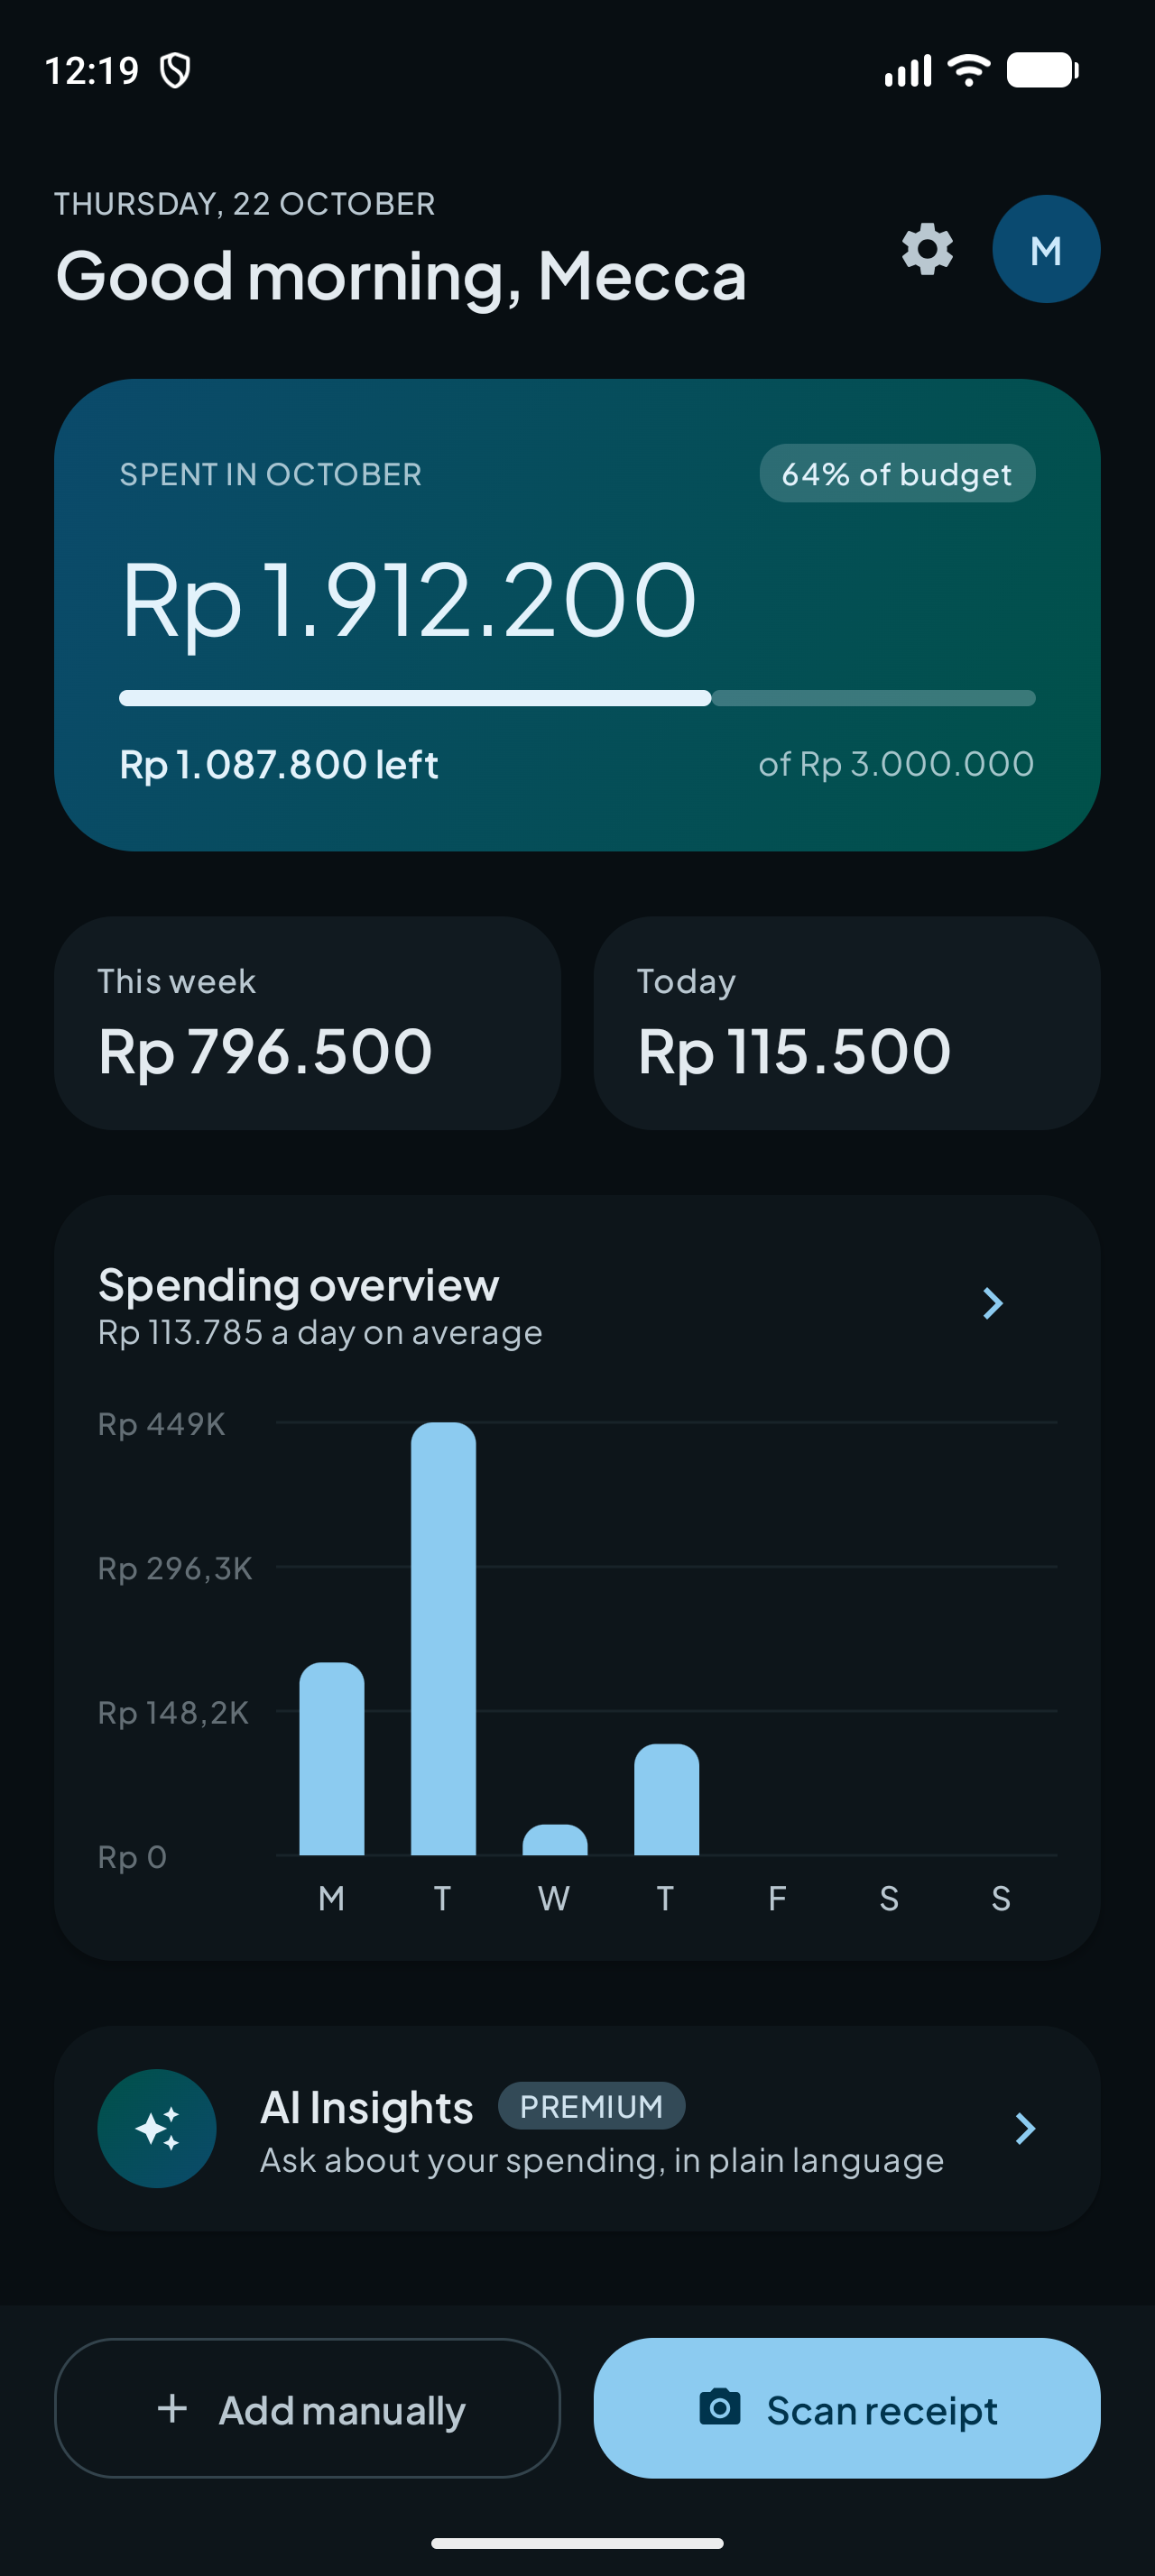 12:19
THURSDAY, 22 OCTOBER
Good morning, Mecca
M
SPENT IN OCTOBER
64% of budget
Rp 1.912.200
Rp 1.087.800 left
of Rp 3.000.000
This week
Rp 796.500
Today
Rp 115.500
Spending overview
Rp 113.785 a day on average
Rp 449K
Rp 296,3K
Rp 148,2K
Rp 0
M T W T F S S
AI Insights PREMIUM
Ask about your spending, in plain language
Add manually
Scan receipt